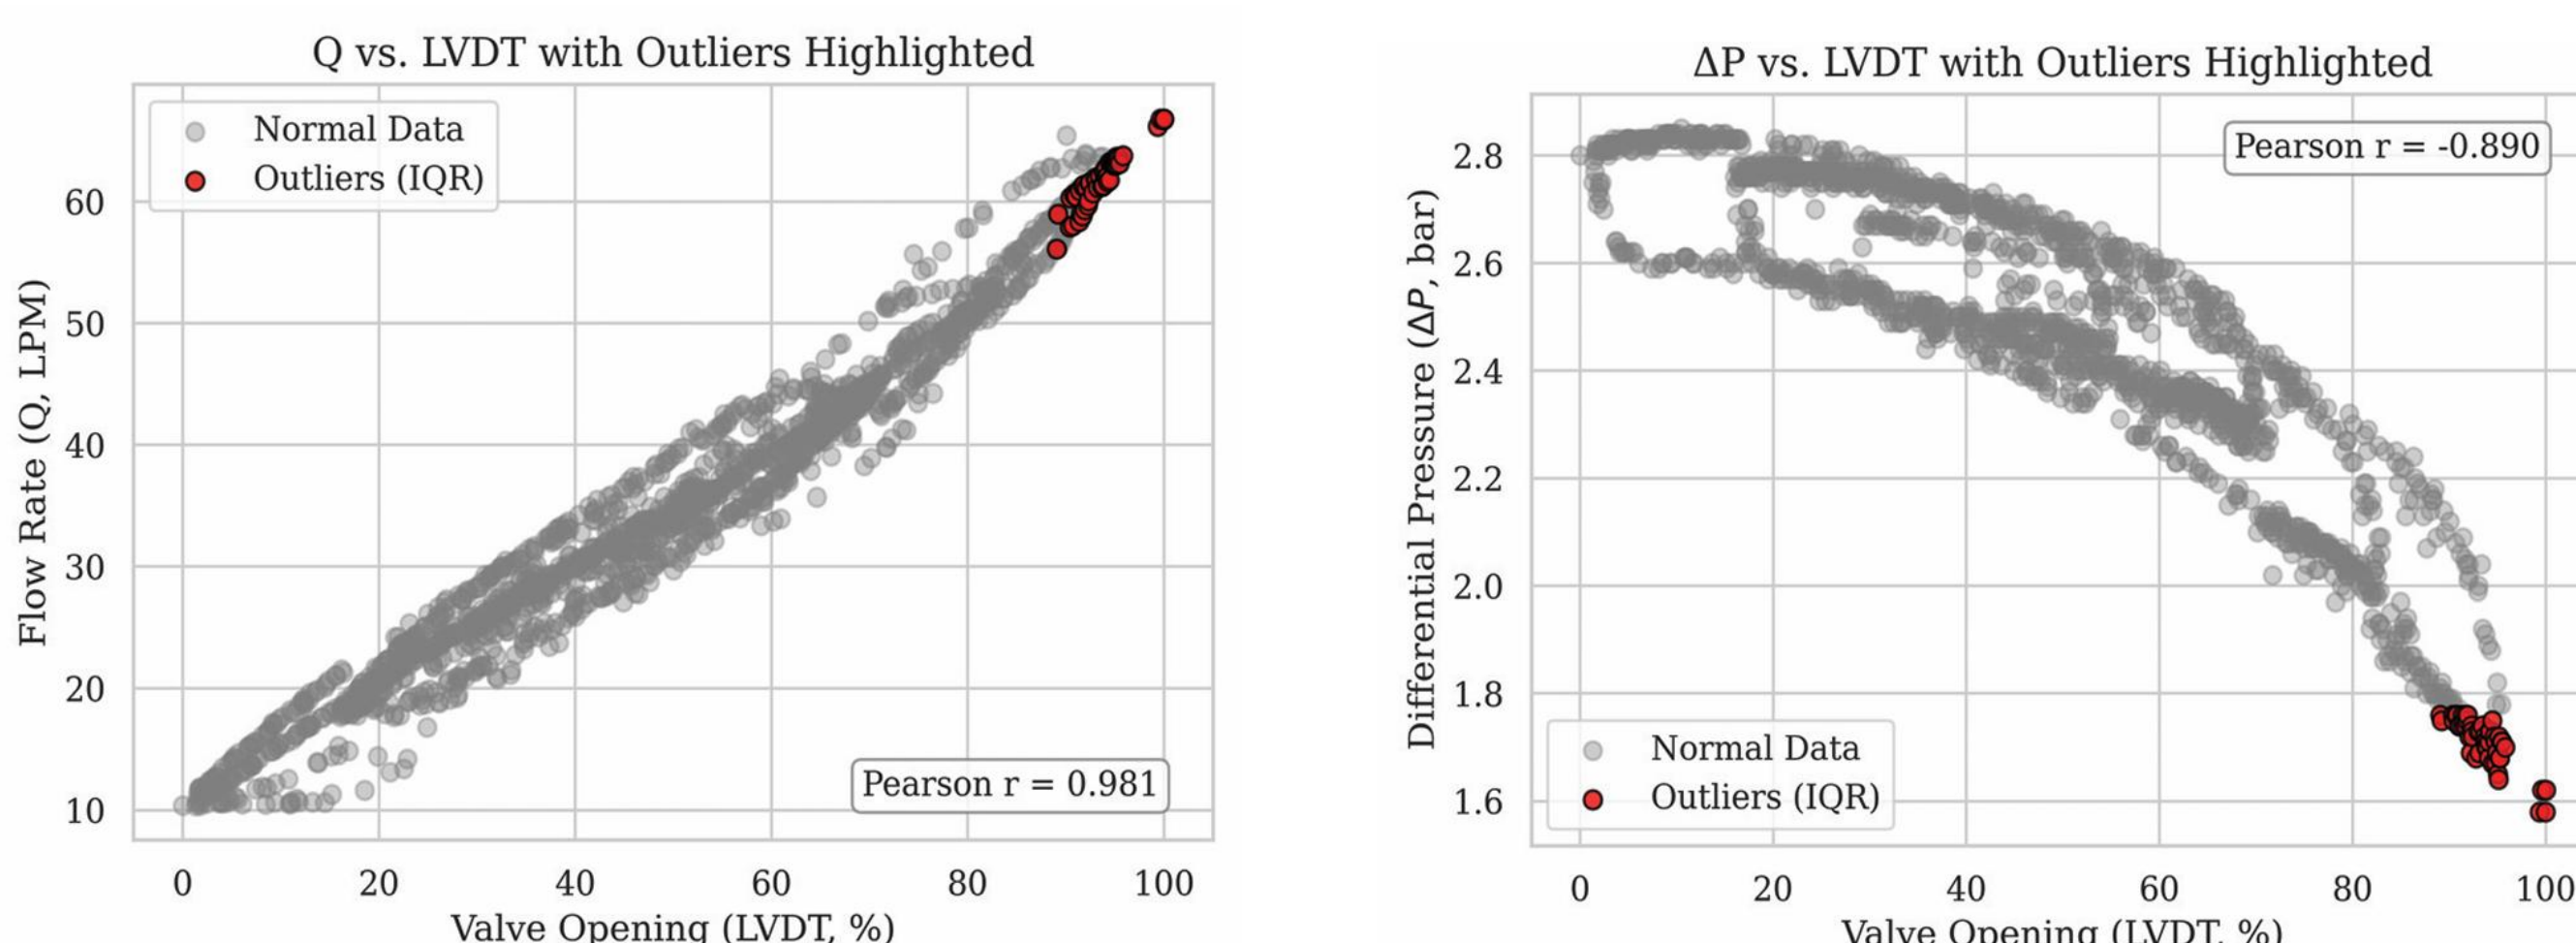 Q vs. LVDT with Outliers Highlighted
Normal Data
Outliers (IQR)
60
50
40
30
20
10
Flow Rate (Q, LPM)
Pearson r = 0.981
0 20 40 60 80 100
Valve Opening (LVDT, %)
ΔP vs. LVDT with Outliers Highlighted
Pearson r = -0.890
2.8
2.6
2.4
2.2
2.0
1.8
1.6
Differential Pressure (ΔP, bar)
Normal Data
Outliers (IQR)
0 20 40 60 80 100
Valve Opening (LVDT, %)